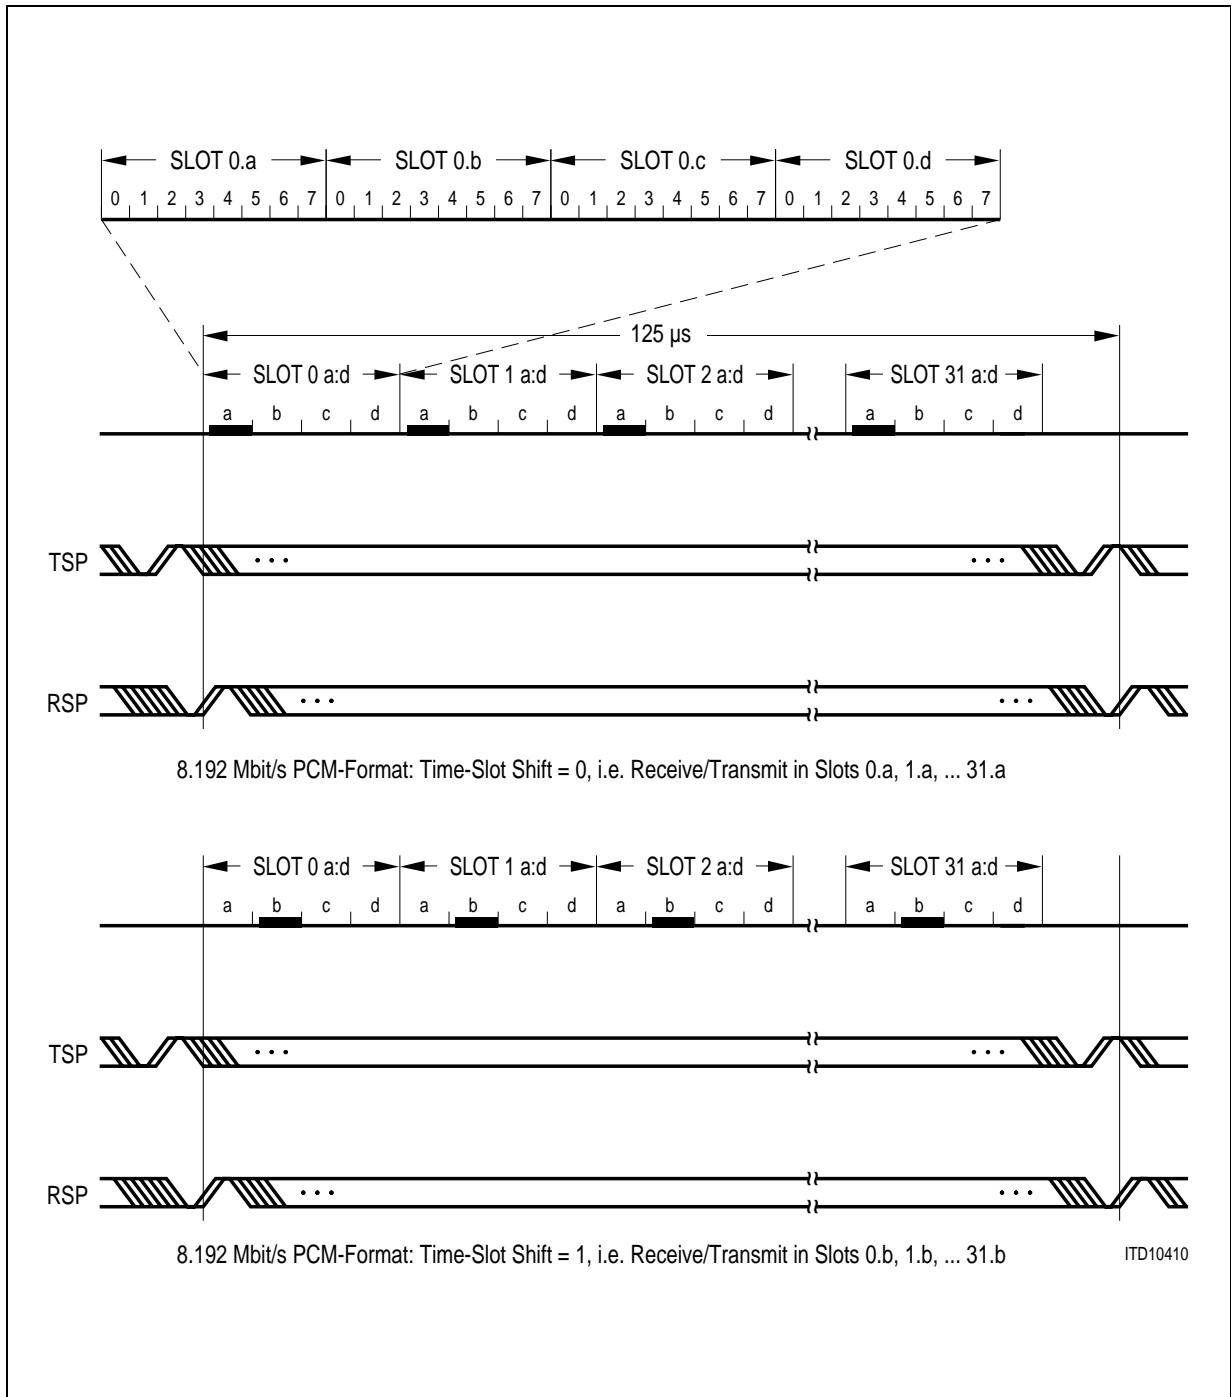 SLOT 0.a SLOT 0.b SLOT 0.c SLOT 0.d
0 1 2 3 4 5 6 7 0 1 2 3 4 5 6 7 0 1 2 3 4 5 6 7 0 1 2 3 4 5 6 7
125 µs
SLOT 0 a:d SLOT 1 a:d SLOT 2 a:d SLOT 31 a:d
a b c d a b c d a b c d a b c d
TSP . . . . . .
RSP . . . . . .
8.192 Mbit/s PCM-Format: Time-Slot Shift = 0, i.e. Receive/Transmit in Slots 0.a, 1.a, ... 31.a
SLOT 0 a:d SLOT 1 a:d SLOT 2 a:d SLOT 31 a:d
a b c d a b c d a b c d a b c d
TSP . . . . . .
RSP . . . . . .
8.192 Mbit/s PCM-Format: Time-Slot Shift = 1, i.e. Receive/Transmit in Slots 0.b, 1.b, ... 31.b
ITD10410